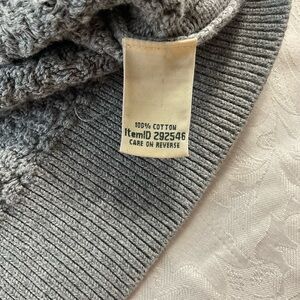 100% COTTON
ItemID 292546
CARE ON REVERSE